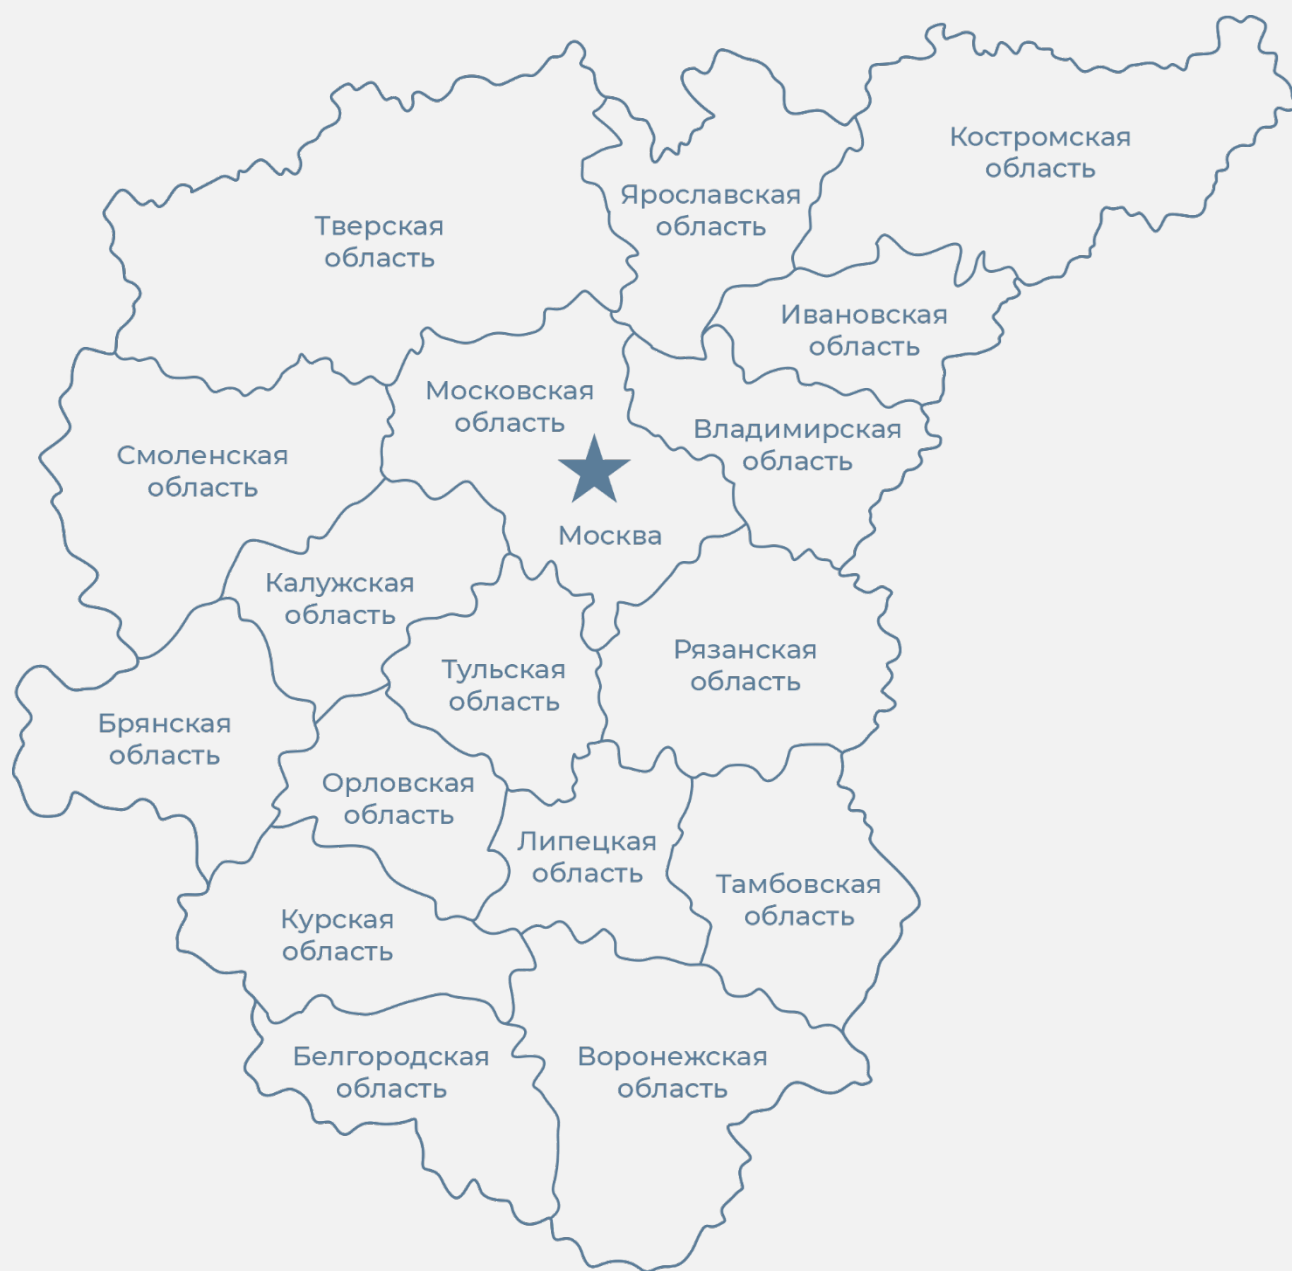 Костромская
область
Ярославская
область
Тверская
область
Ивановская
область
Московская
область
Владимирская
область
Смоленская
область
Москва
Калужская
область
Рязанская
область
Тульская
область
Брянская
область
Орловская
область
Липецкая
область
Тамбовская
область
Курская
область
Белгородская
область
Воронежская
область